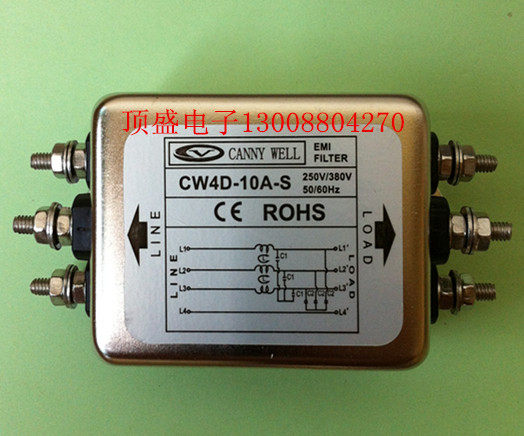 顶盛电子13008804270
CANNY WELL
EMI
FILTER
CW4D-10A-S
250V/380V
50/60Hz
CE ROHS
LINE
LOAD
LINE
LOAD
L1 C1 L1'
L2 C1 L2'
L3 C1 C2 C2 C2 L3'
L4 L4'